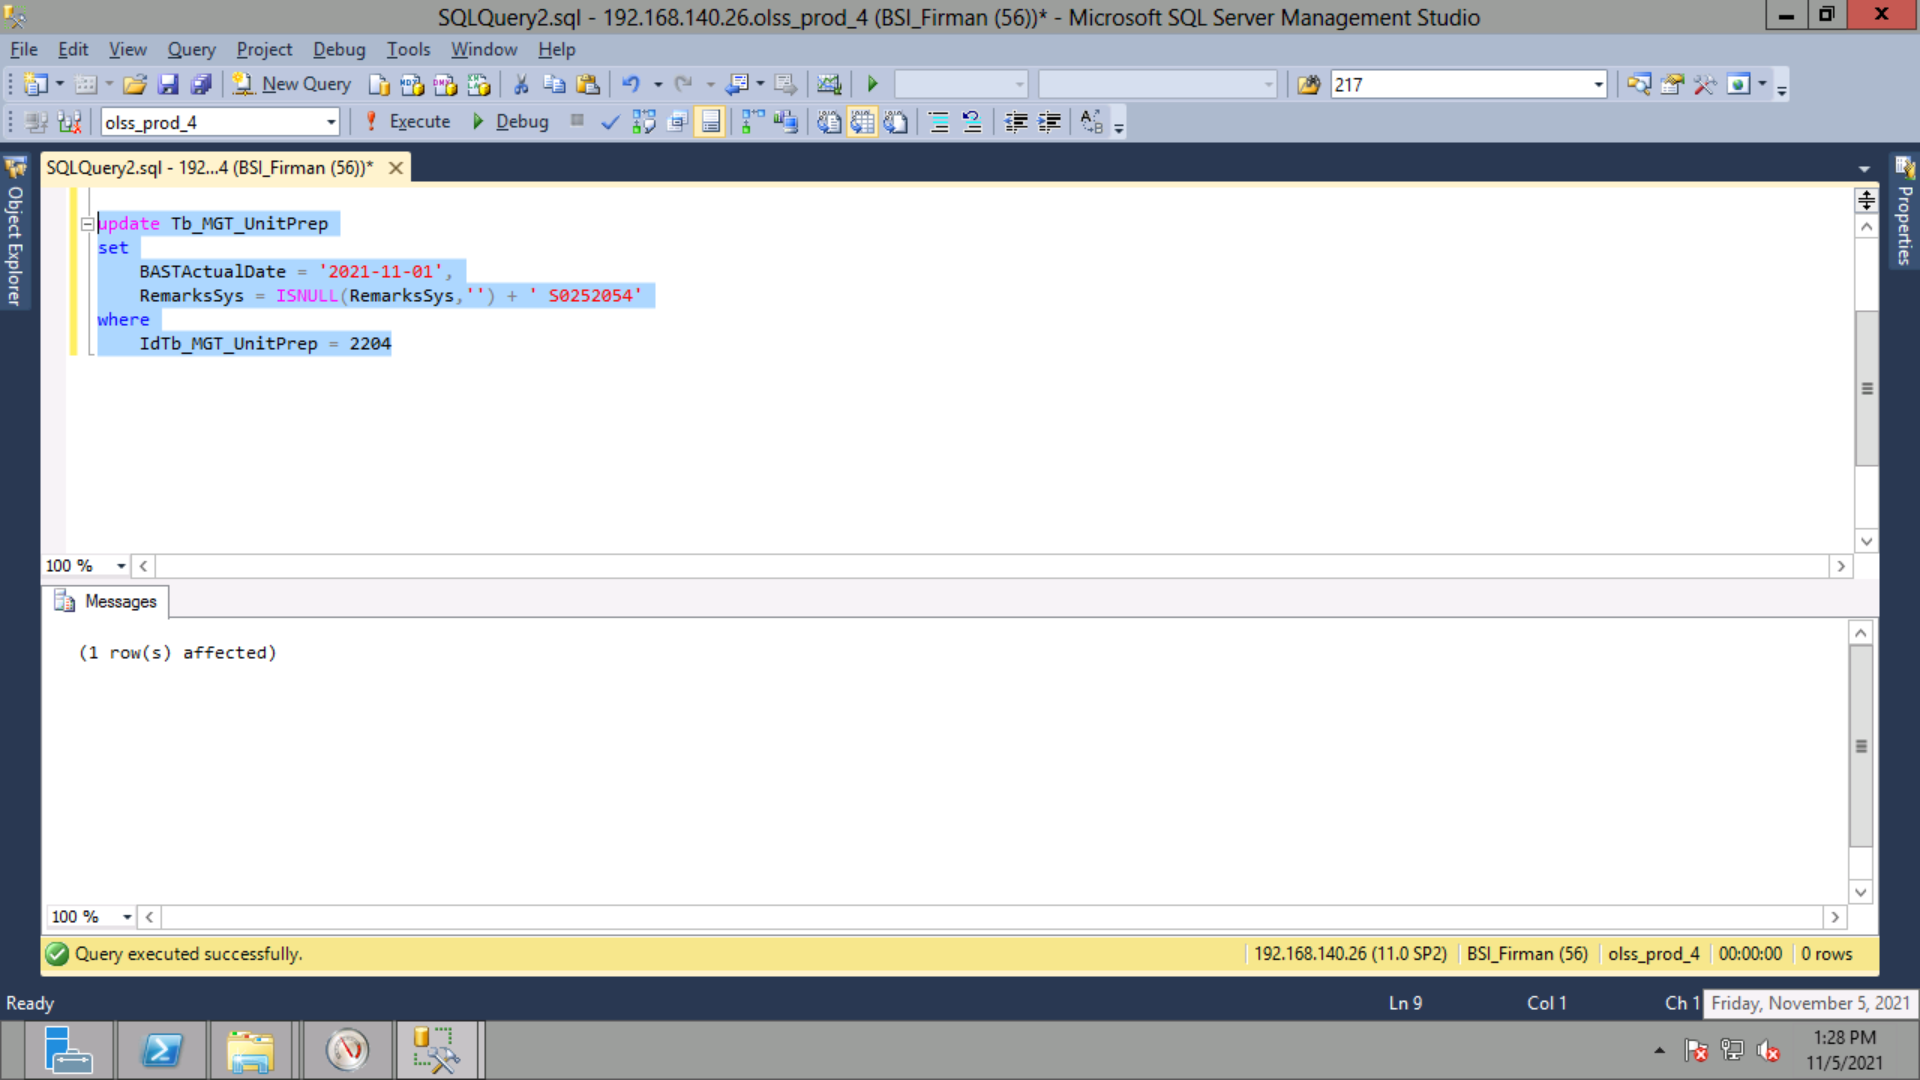 SQLQuery2.sql - 192.168.140.26.olss_prod_4 (BSI_Firman (56))* - Microsoft SQL Server Management Studio
File Edit View Query Project Debug Tools Window Help
New Query 217
olss_prod_4 Execute Debug
SQLQuery2.sql - 192...4 (BSI_Firman (56))*
Object Explorer
Properties
update Tb_MGT_UnitPrep
set
BASTActualDate = '2021-11-01',
RemarksSys = ISNULL(RemarksSys,'') + ' S0252054'
where
IdTb_MGT_UnitPrep = 2204
100 %
Messages
(1 row(s) affected)
100 %
Query executed successfully. 192.168.140.26 (11.0 SP2) BSI_Firman (56) olss_prod_4 00:00:00 0 rows
Ready Ln 9 Col 1 Ch 1 Friday, November 5, 2021
1:28 PM
11/5/2021